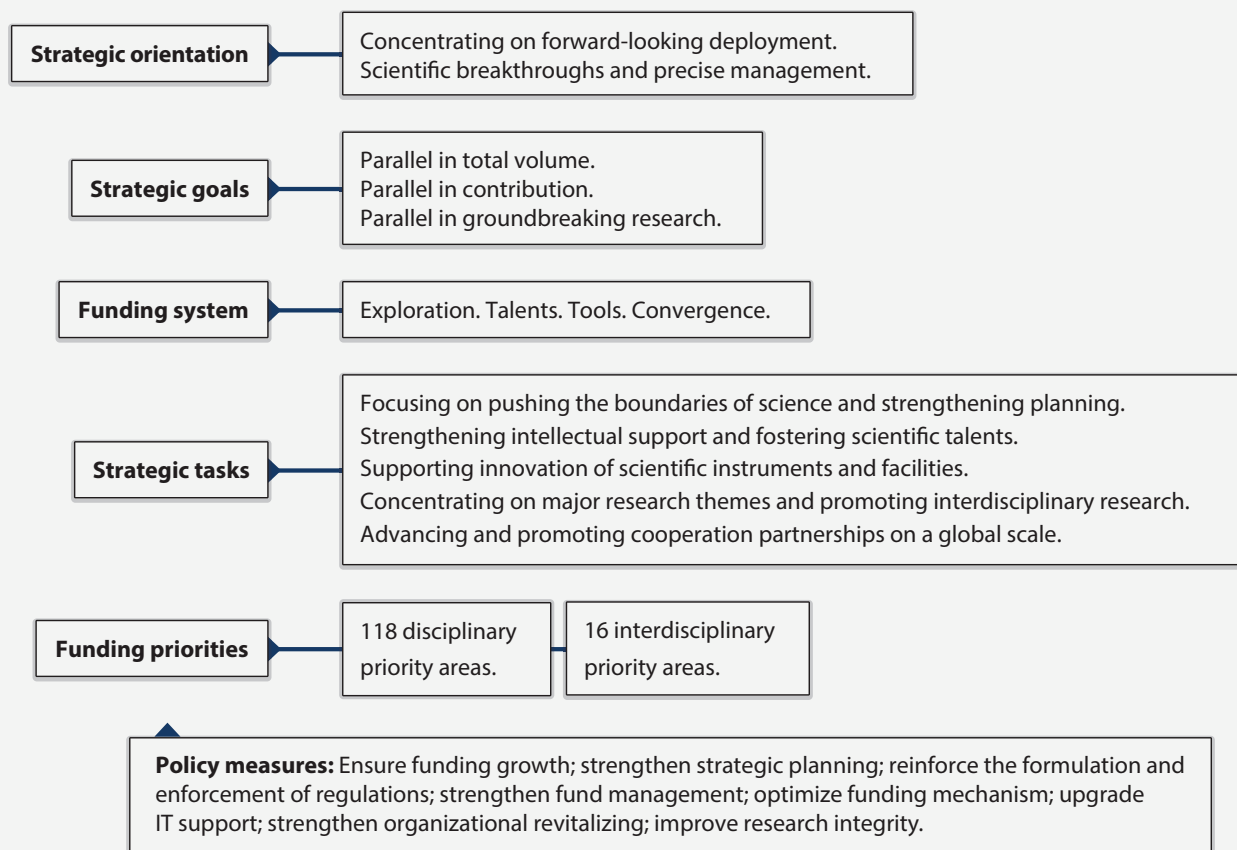 Strategic orientation
Concentrating on forward-looking deployment.
Scientific breakthroughs and precise management.
Strategic goals
Parallel in total volume.
Parallel in contribution.
Parallel in groundbreaking research.
Funding system
Exploration. Talents. Tools. Convergence.
Strategic tasks
Focusing on pushing the boundaries of science and strengthening planning.
Strengthening intellectual support and fostering scientific talents.
Supporting innovation of scientific instruments and facilities.
Concentrating on major research themes and promoting interdisciplinary research.
Advancing and promoting cooperation partnerships on a global scale.
Funding priorities
118 disciplinary
priority areas.
16 interdisciplinary
priority areas.
Policy measures: Ensure funding growth; strengthen strategic planning; reinforce the formulation and
enforcement of regulations; strengthen fund management; optimize funding mechanism; upgrade
IT support; strengthen organizational revitalizing; improve research integrity.